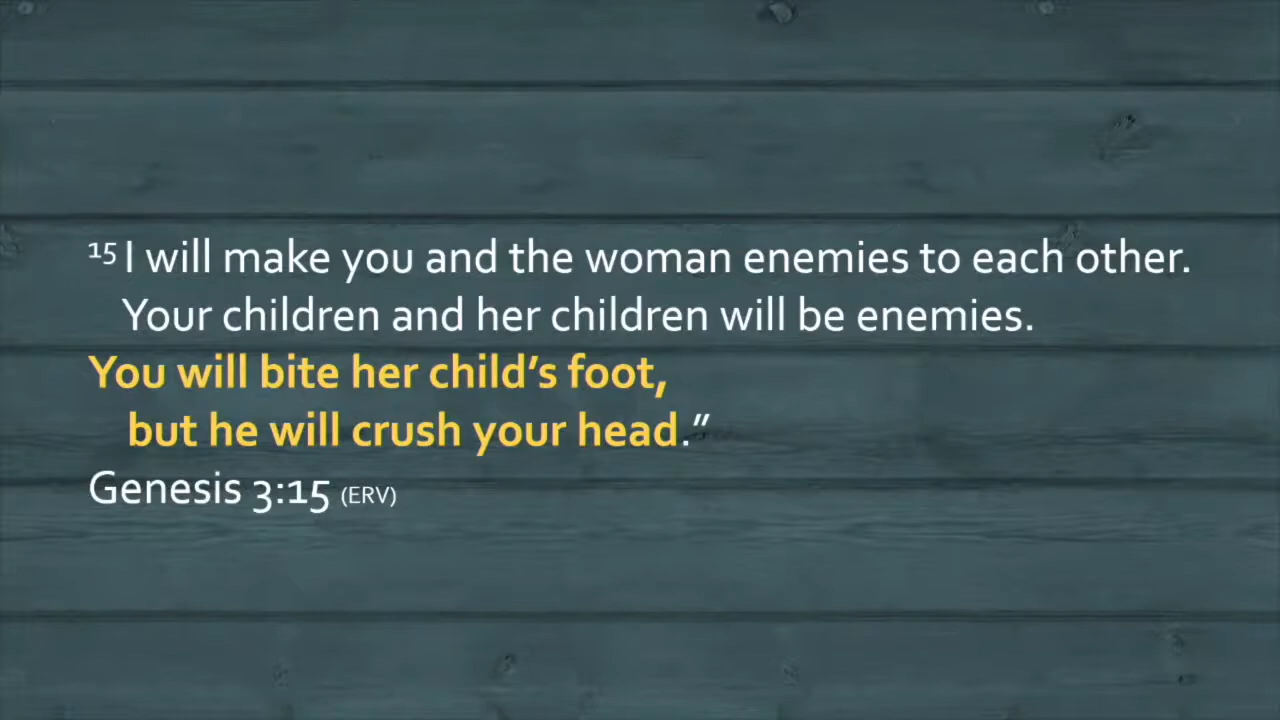 15 I will make you and the woman enemies to each other.
Your children and her children will be enemies.
You will bite her child’s foot,
but he will crush your head.”
Genesis 3:15 (ERV)